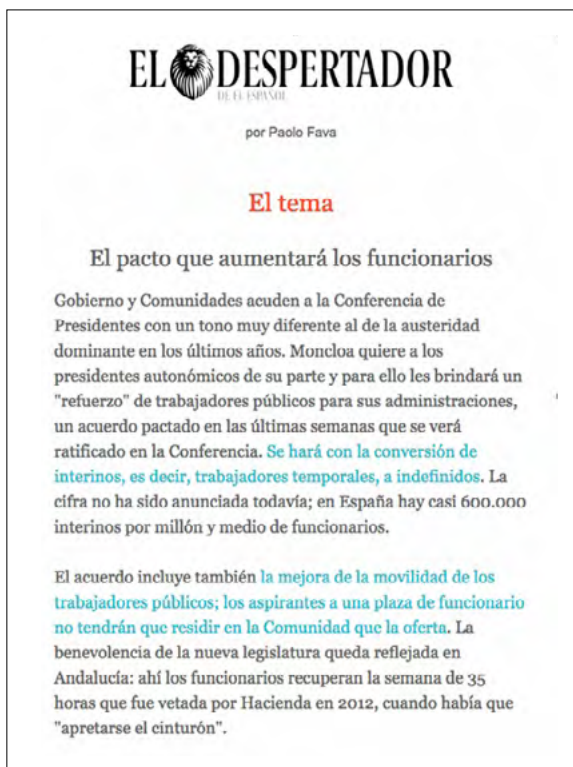 EL DESPERTADOR
DE EL ESPAÑOL
por Paolo Fava
El tema
El pacto que aumentará los funcionarios
Gobierno y Comunidades acuden a la Conferencia de
Presidentes con un tono muy diferente al de la austeridad
dominante en los últimos años. Moncloa quiere a los
presidentes autonómicos de su parte y para ello les brindará un
"refuerzo" de trabajadores públicos para sus administraciones,
un acuerdo pactado en las últimas semanas que se verá
ratificado en la Conferencia. Se hará con la conversión de
interinos, es decir, trabajadores temporales, a indefinidos. La
cifra no ha sido anunciada todavía; en España hay casi 600.000
interinos por millón y medio de funcionarios.
El acuerdo incluye también la mejora de la movilidad de los
trabajadores públicos; los aspirantes a una plaza de funcionario
no tendrán que residir en la Comunidad que la oferta. La
benevolencia de la nueva legislatura queda reflejada en
Andalucía: ahí los funcionarios recuperan la semana de 35
horas que fue vetada por Hacienda en 2012, cuando había que
"apretarse el cinturón".